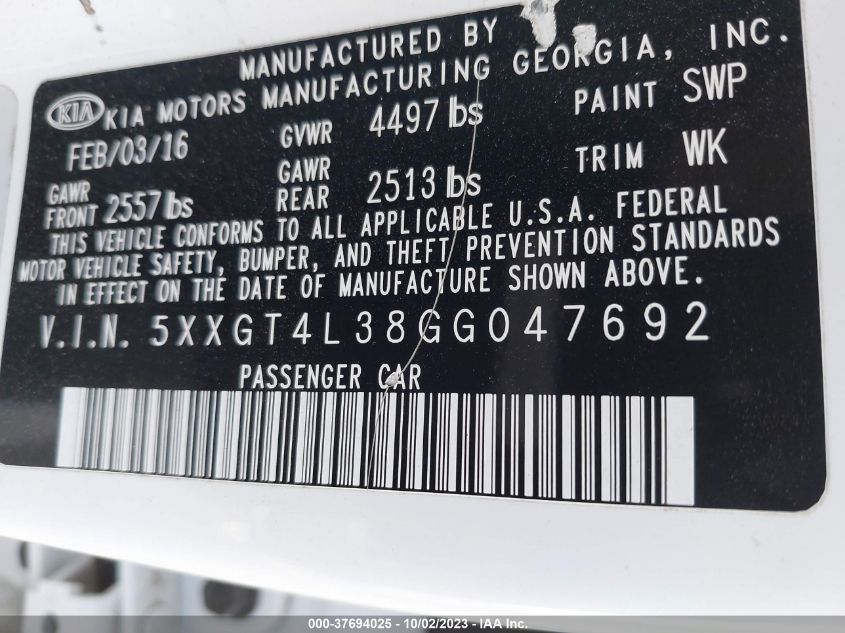 MANUFACTURED BY
KIA KIA MOTORS MANUFACTURING GEORGIA, INC.
FEB/03/16 GVWR 4497 lbs PAINT SWP
GAWR FRONT 2557 lbs GAWR REAR 2513 lbs TRIM WK
THIS VEHICLE CONFORMS TO ALL APPLICABLE U.S.A. FEDERAL
MOTOR VEHICLE SAFETY, BUMPER, AND THEFT PREVENTION STANDARDS
IN EFFECT ON THE DATE OF MANUFACTURE SHOWN ABOVE.
V.I.N. 5XXGT4L38GG047692
PASSENGER CAR
000-37694025 - 10/02/2023 - IAA Inc.